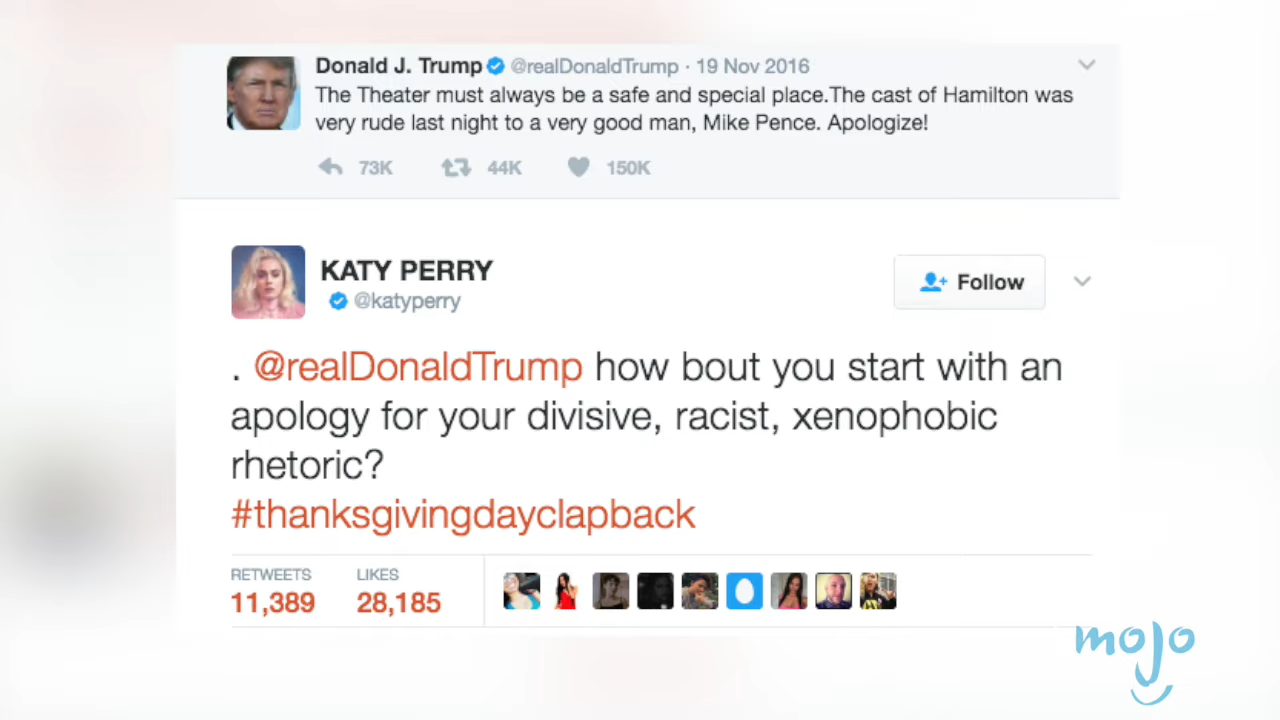 Donald J. Trump @realDonaldTrump · 19 Nov 2016
The Theater must always be a safe and special place.The cast of Hamilton was
very rude last night to a very good man, Mike Pence. Apologize!
73K 44K 150K
KATY PERRY
@katyperry
Follow
. @realDonaldTrump how bout you start with an
apology for your divisive, racist, xenophobic
rhetoric?
#thanksgivingdayclapback
RETWEETS LIKES
11,389 28,185
mojo